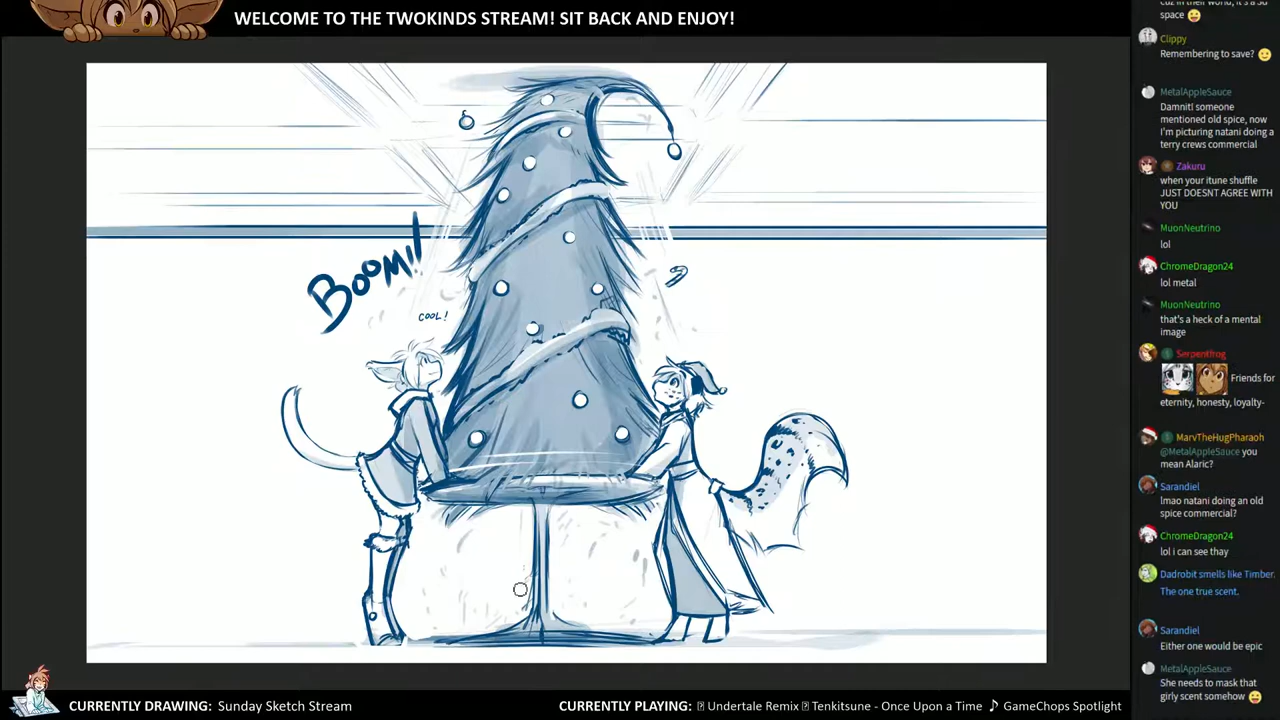 WELCOME TO THE TWOKINDS STREAM! SIT BACK AND ENJOY!
BOOM!!
COOL!
space
Clippy
Remembering to save?
MetalAppleSauce
Damnit! someone
mentioned old spice, now
I'm picturing natani doing a
terry crews commercial
Zakuru
when your itune shuffle
JUST DOESNT AGREE WITH
YOU
MuonNeutrino
lol
ChromeDragon24
lol metal
MuonNeutrino
that's a heck of a mental
image
Serpentfrog
Friends for
eternity, honesty, loyalty-
MarvTheHugPharaoh
@MetalAppleSauce you
mean Alaric?
Sarandiel
lmao natani doing an old
spice commercial?
ChromeDragon24
lol i can see thay
Dadrobit smells like Timber.
The one true scent.
Sarandiel
Either one would be epic
MetalAppleSauce
She needs to mask that
girly scent somehow
CURRENTLY DRAWING: Sunday Sketch Stream
CURRENTLY PLAYING: Undertale Remix Tenkitsune - Once Upon a Time ♪ GameChops Spotlight